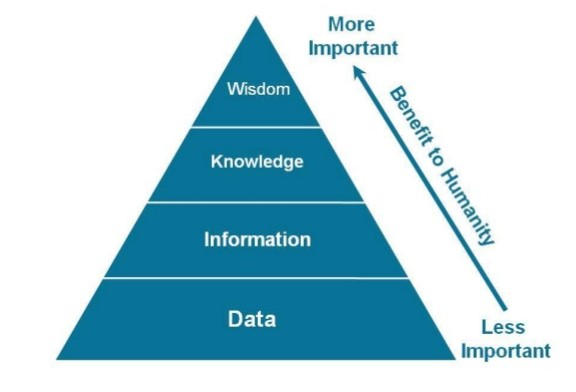 More
Important
Wisdom
Benefit to Humanity
Knowledge
Information
Data
Less
Important